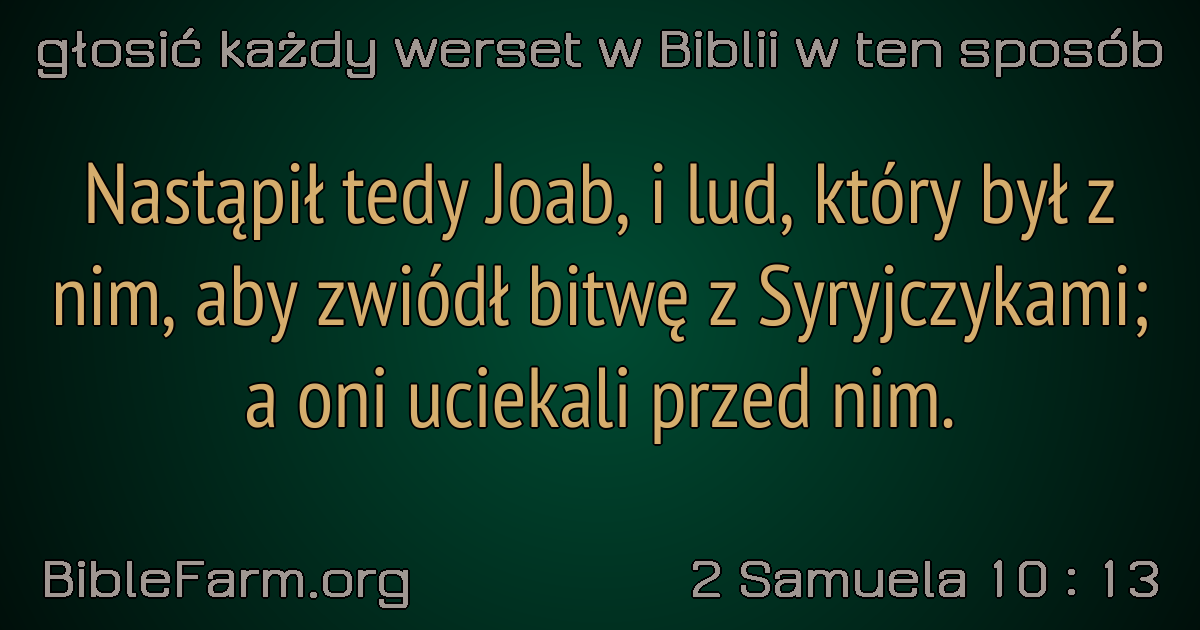 głosić każdy werset w Biblii w ten sposób
Nastąpił tedy Joab, i lud, który był z
nim, aby zwiódł bitwę z Syryjczykami;
a oni uciekali przed nim.
BibleFarm.org
2 Samuela 10 : 13